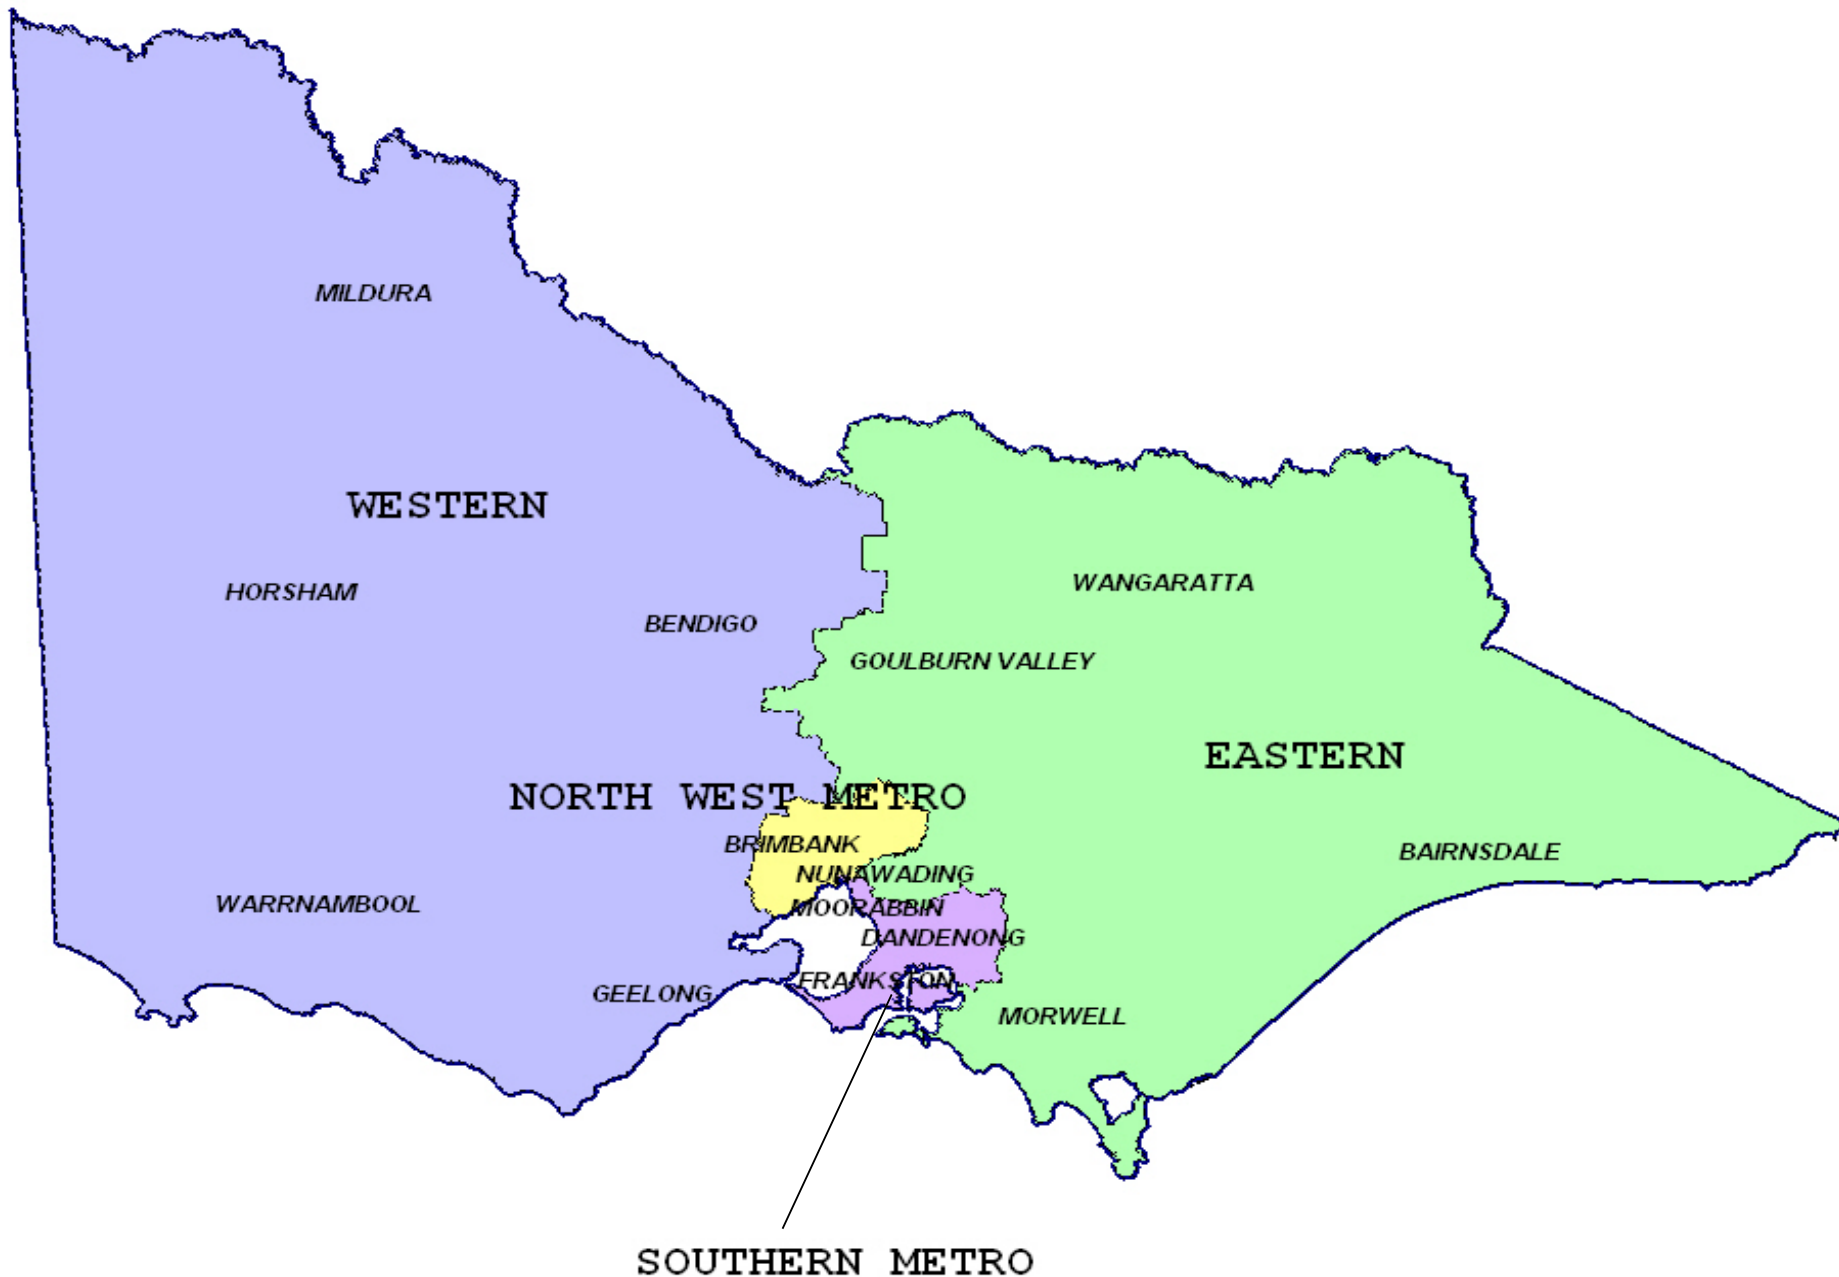 MILDURA
WESTERN
HORSHAM
BENDIGO
WANGARATTA
GOULBURN VALLEY
EASTERN
NORTH WEST METRO
BRIMBANK
BAIRNSDALE
NUNAWADING
WARRNAMBOOL
MOORABBIN
DANDENONG
FRANKSTON
GEELONG
MORWELL
SOUTHERN METRO